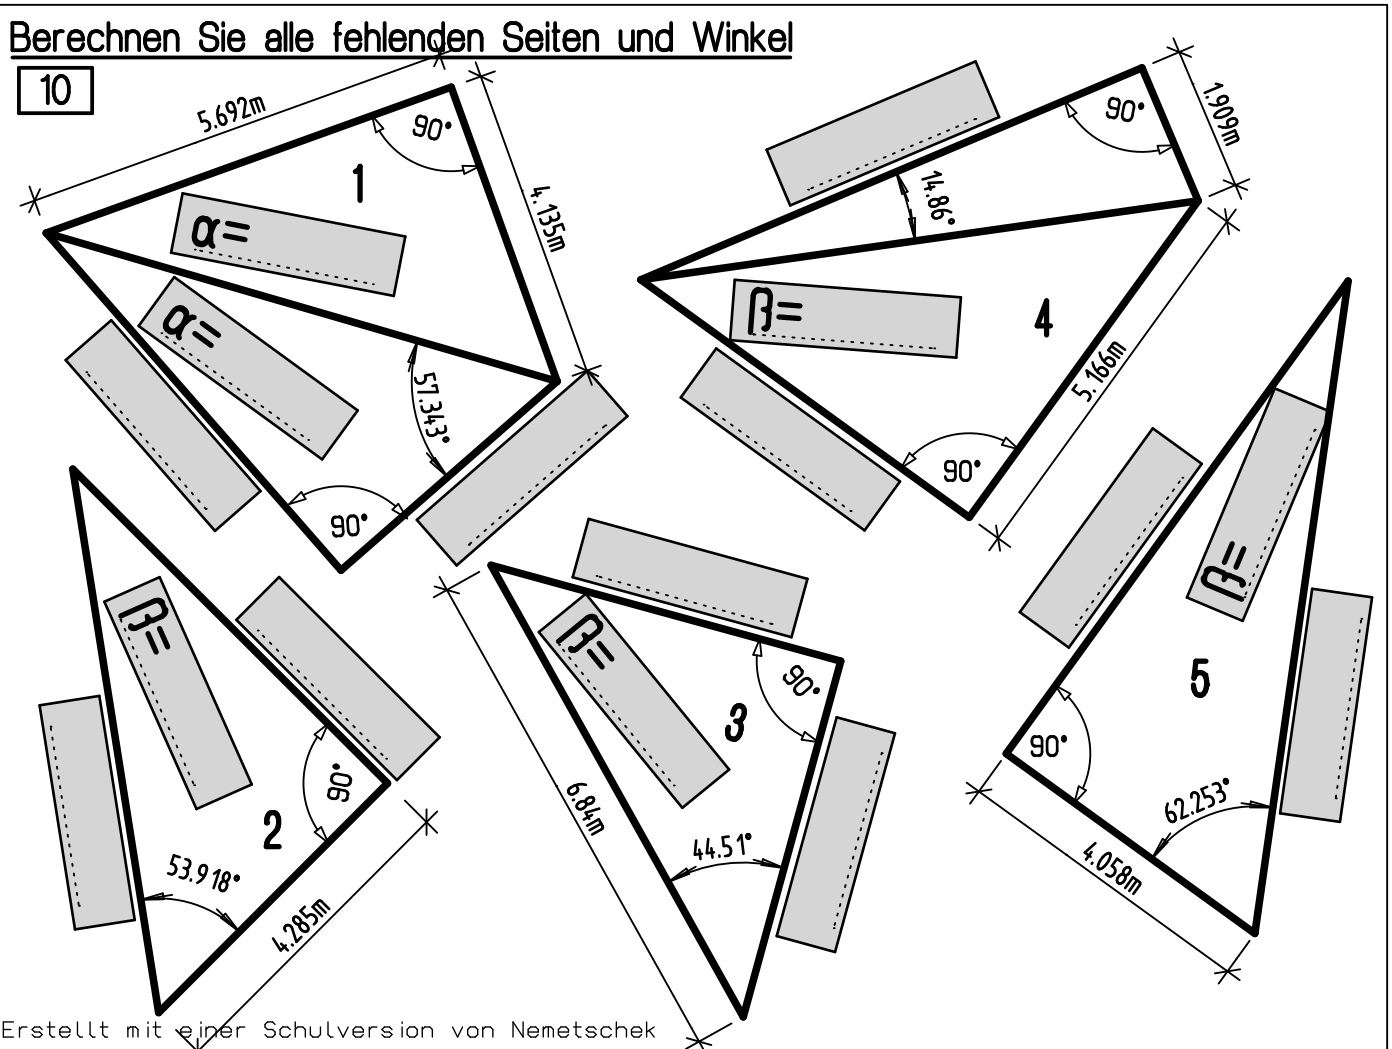 Berechnen Sie alle fehlenden Seiten und Winkel
10
5.692m
90°
4.135m
1
α=
α=
57.343°
90°
90°
1.909m
14.86°
β=
4
5.166m
90°
β=
90°
2
53.918°
4.285m
β=
90°
3
6.84m
44.51°
β=
5
90°
62.253°
4.058m
Erstellt mit einer Schulversion von Nemetschek